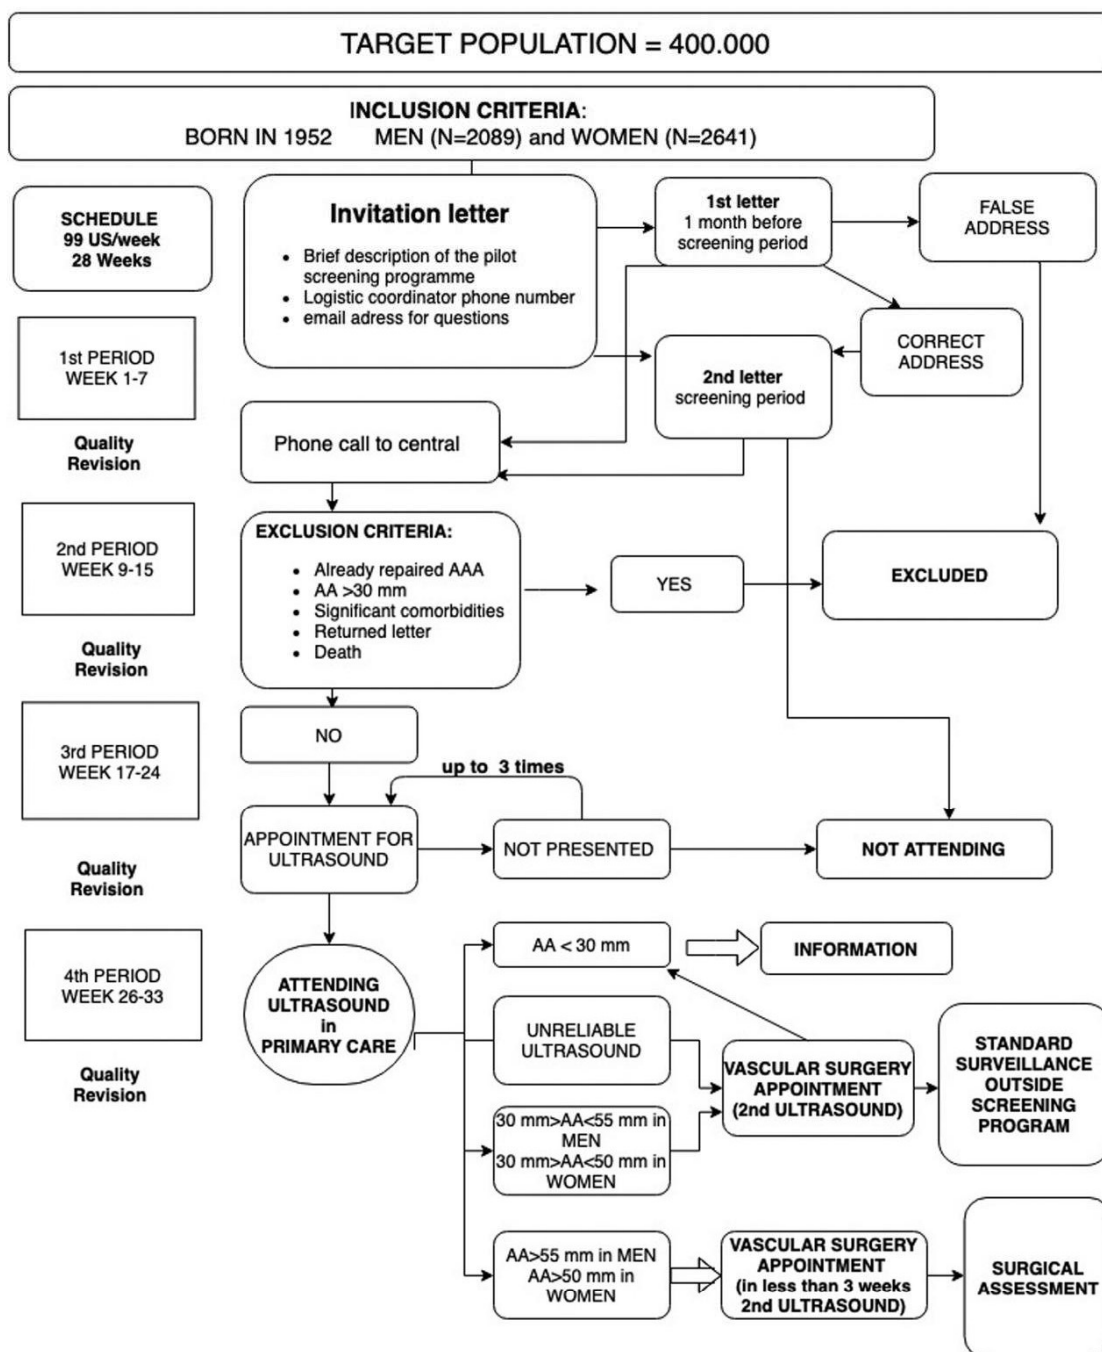 TARGET POPULATION = 400.000
INCLUSION CRITERIA:
BORN IN 1952 MEN (N=2089) and WOMEN (N=2641)
SCHEDULE
99 US/week
28 Weeks
Invitation letter
• Brief description of the pilot
screening programme
• Logistic coordinator phone number
• email adress for questions
1st letter
1 month before
screening period
FALSE
ADDRESS
1st PERIOD
WEEK 1-7
CORRECT
ADDRESS
2nd letter
screening period
Quality
Revision
Phone call to central
2nd PERIOD
WEEK 9-15
EXCLUSION CRITERIA:
• Already repaired AAA
• AA >30 mm
• Significant comorbidities
• Returned letter
• Death
YES
EXCLUDED
Quality
Revision
NO
3rd PERIOD
WEEK 17-24
up to 3 times
APPOINTMENT FOR
ULTRASOUND
NOT PRESENTED
NOT ATTENDING
Quality
Revision
4th PERIOD
WEEK 26-33
ATTENDING
ULTRASOUND
in
PRIMARY CARE
AA < 30 mm
INFORMATION
UNRELIABLE
ULTRASOUND
VASCULAR SURGERY
APPOINTMENT
(2nd ULTRASOUND)
STANDARD
SURVEILLANCE
OUTSIDE
SCREENING
PROGRAM
Quality
Revision
30 mm>AA<55 mm in
MEN
30 mm>AA<50 mm in
WOMEN
AA>55 mm in MEN
AA>50 mm in
WOMEN
VASCULAR SURGERY
APPOINTMENT
(in less than 3 weeks
2nd ULTRASOUND)
SURGICAL
ASSESSMENT